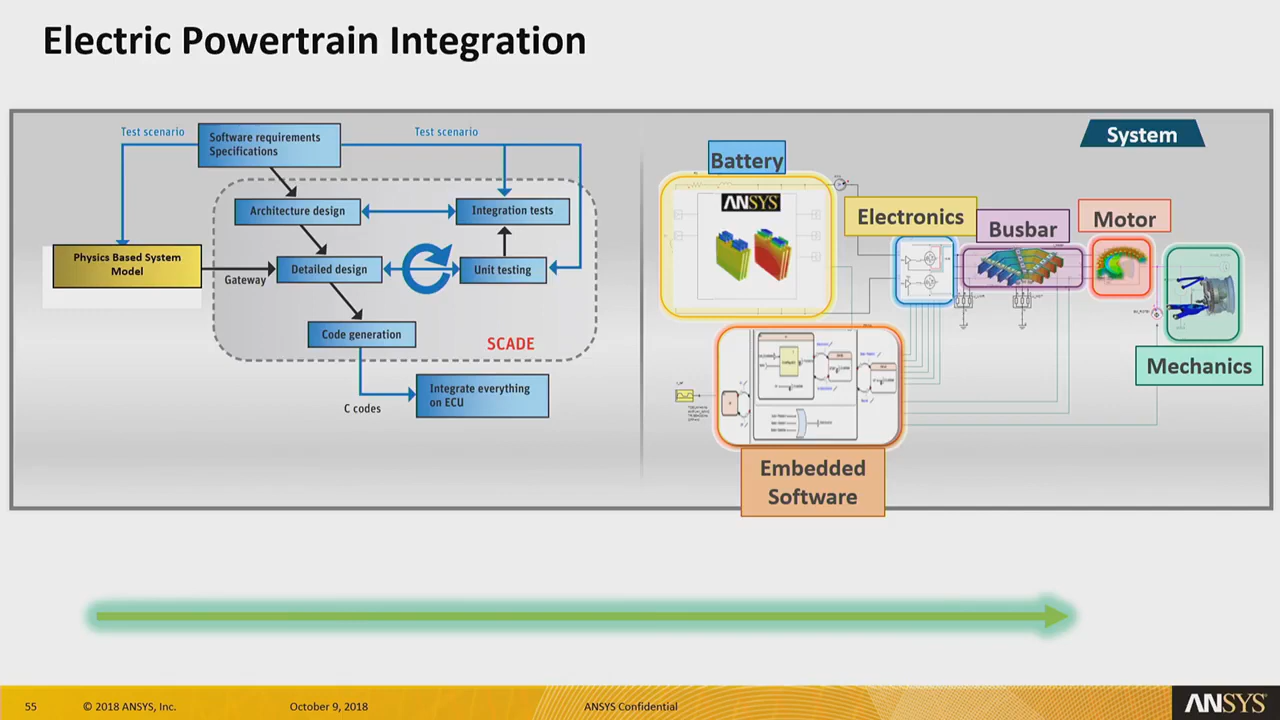 Electric Powertrain Integration
Test scenario
Software requirements
Specifications
Test scenario
Architecture design
Integration tests
Physics Based System
Model
Gateway
Detailed design
Unit testing
Code generation
SCADE
Integrate everything
on ECU
C codes
System
Battery
ANSYS
Electronics
Busbar
Motor
Mechanics
Embedded
Software
55
© 2018 ANSYS, Inc.
October 9, 2018
ANSYS Confidential
ANSYS